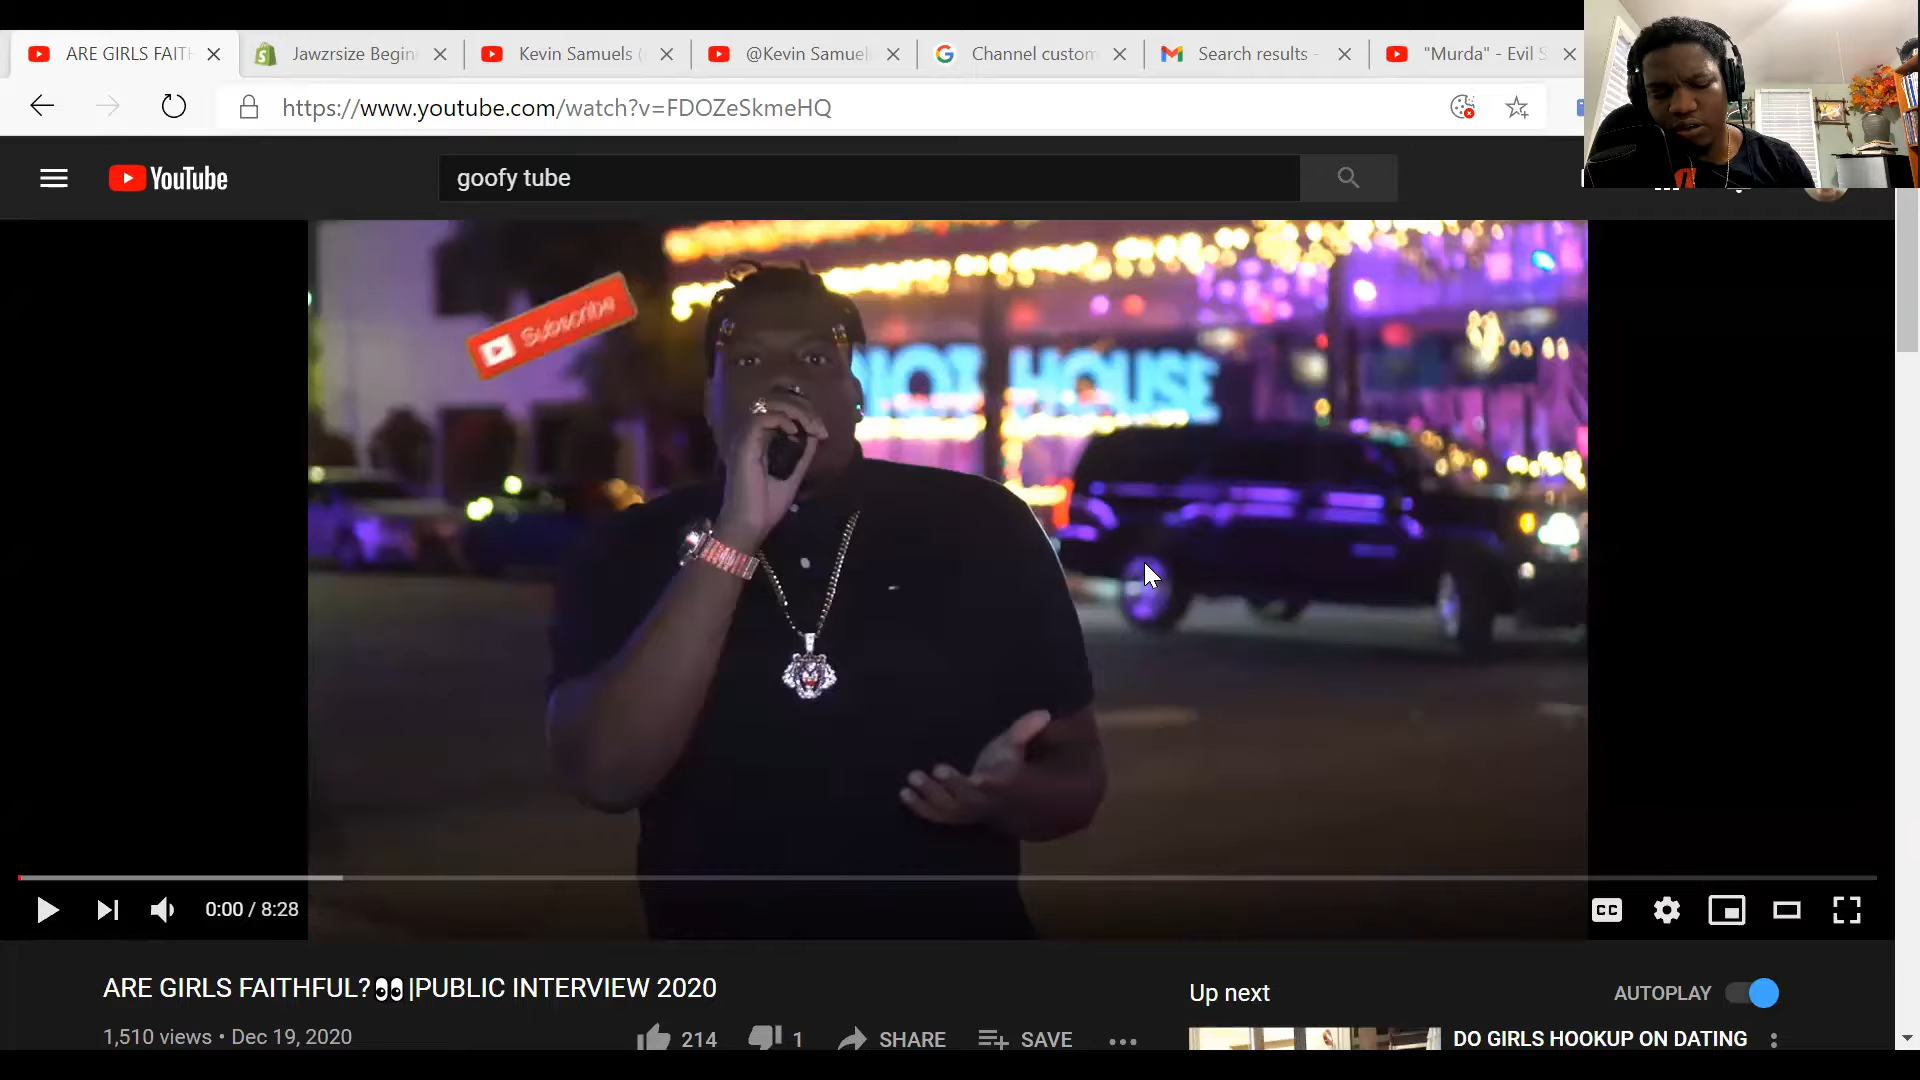 ARE GIRLS FAITH
Jawzrsize Begin
Kevin Samuels (
@Kevin Samuel
Channel custom
Search results -
"Murda" - Evil S
https://www.youtube.com/watch?v=FDOZeSkmeHQ
YouTube
goofy tube
Subscribe
HOUSE
0:00 / 8:28
CC
ARE GIRLS FAITHFUL?👀|PUBLIC INTERVIEW 2020
Up next
AUTOPLAY
1,510 views • Dec 19, 2020
214
1
SHARE
SAVE
DO GIRLS HOOKUP ON DATING